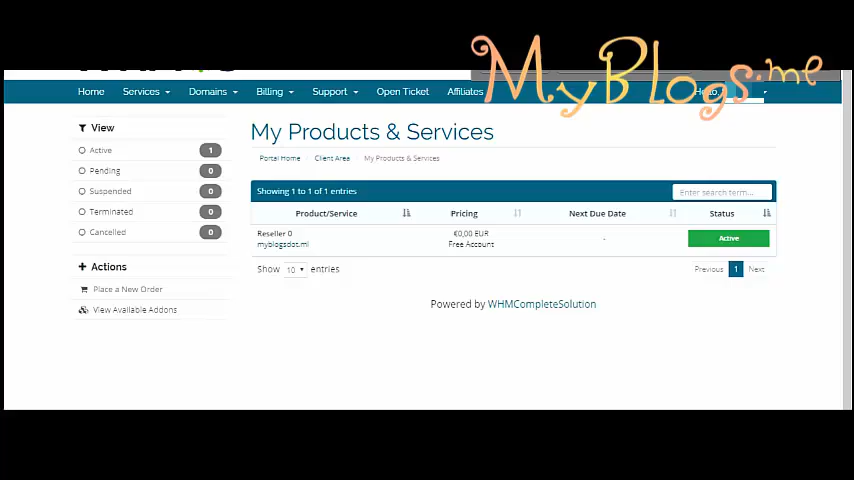 MyBlogs.me
Home Services Domains Billing Support Open Ticket Affiliates Hello,
View
Active 1
Pending 0
Suspended 0
Terminated 0
Cancelled 0
Actions
Place a New Order
View Available Addons
My Products & Services
Portal Home Client Area My Products & Services
Showing 1 to 1 of 1 entries Enter search term...
Product/Service Pricing Next Due Date Status
Reseller 0 €0,00 EUR - Active
myblogsdot.ml Free Account
Show 10 entries Previous 1 Next
Powered by WHMCompleteSolution